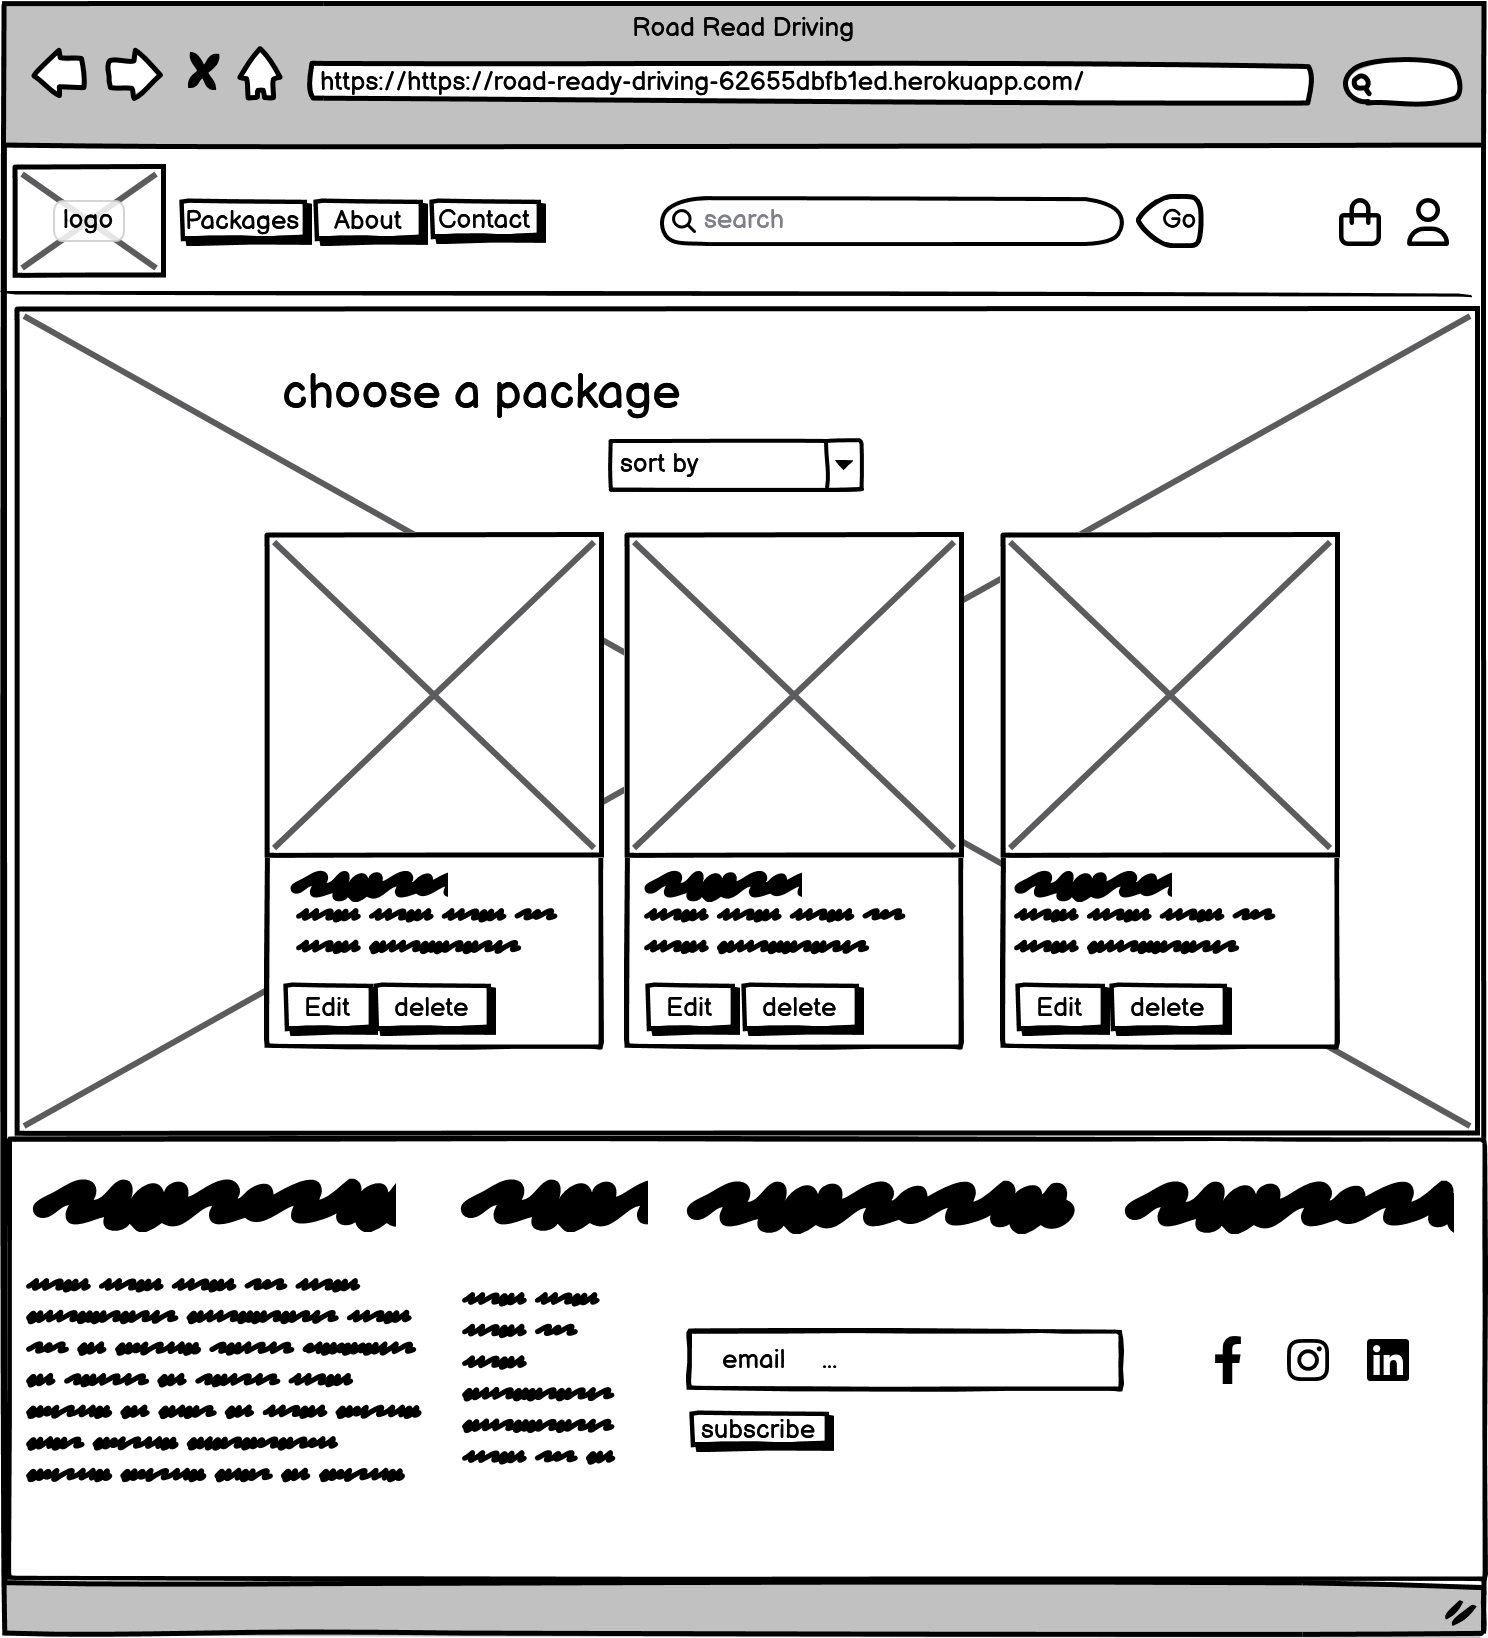 Road Read Driving
https://https://road-ready-driving-62655dbfb1ed.herokuapp.com/
logo Packages About Contact search Go
choose a package
sort by
Edit delete Edit delete Edit delete
email ...
subscribe